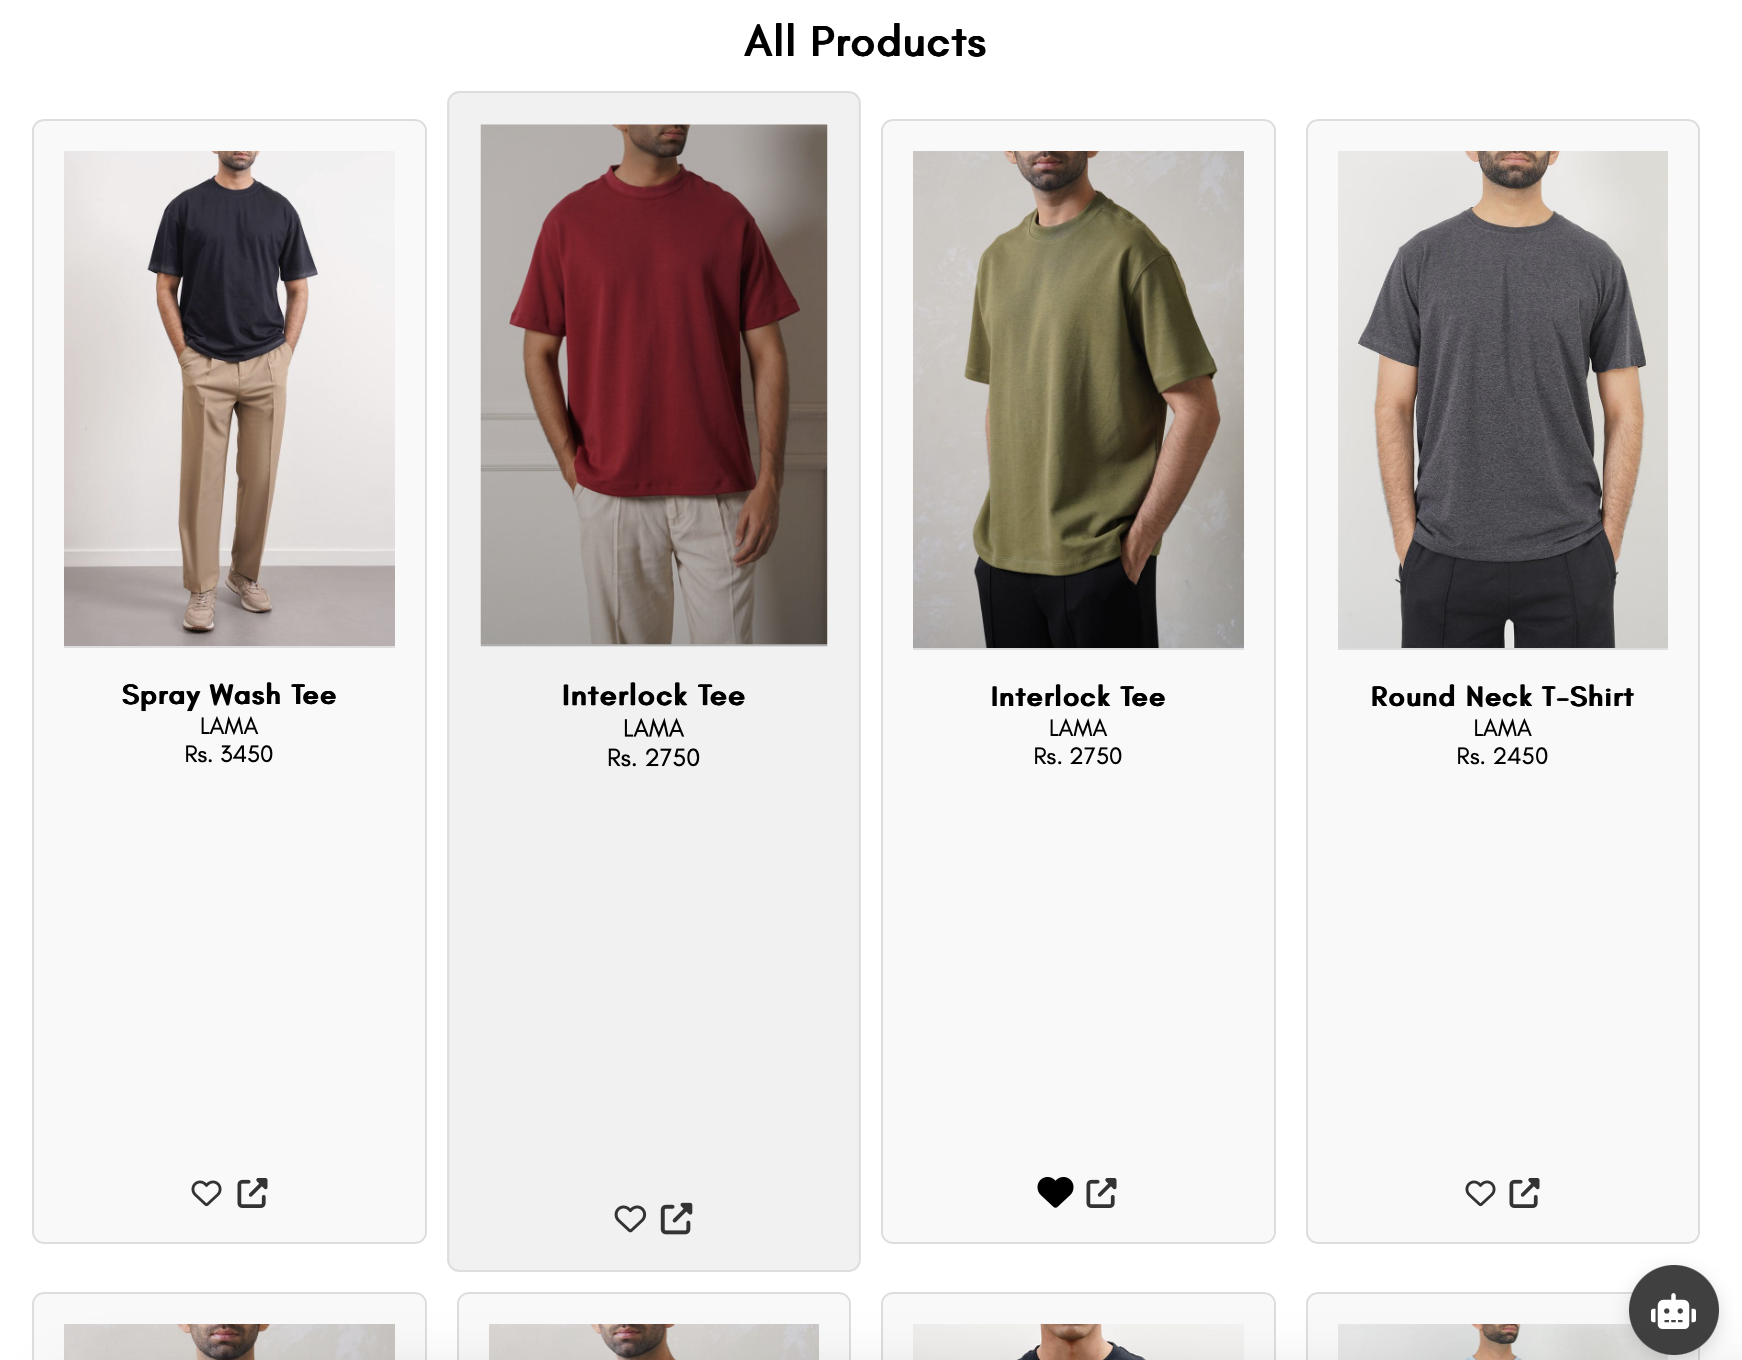 All Products
Spray Wash Tee
LAMA
Rs. 3450
Interlock Tee
LAMA
Rs. 2750
Interlock Tee
LAMA
Rs. 2750
Round Neck T-Shirt
LAMA
Rs. 2450